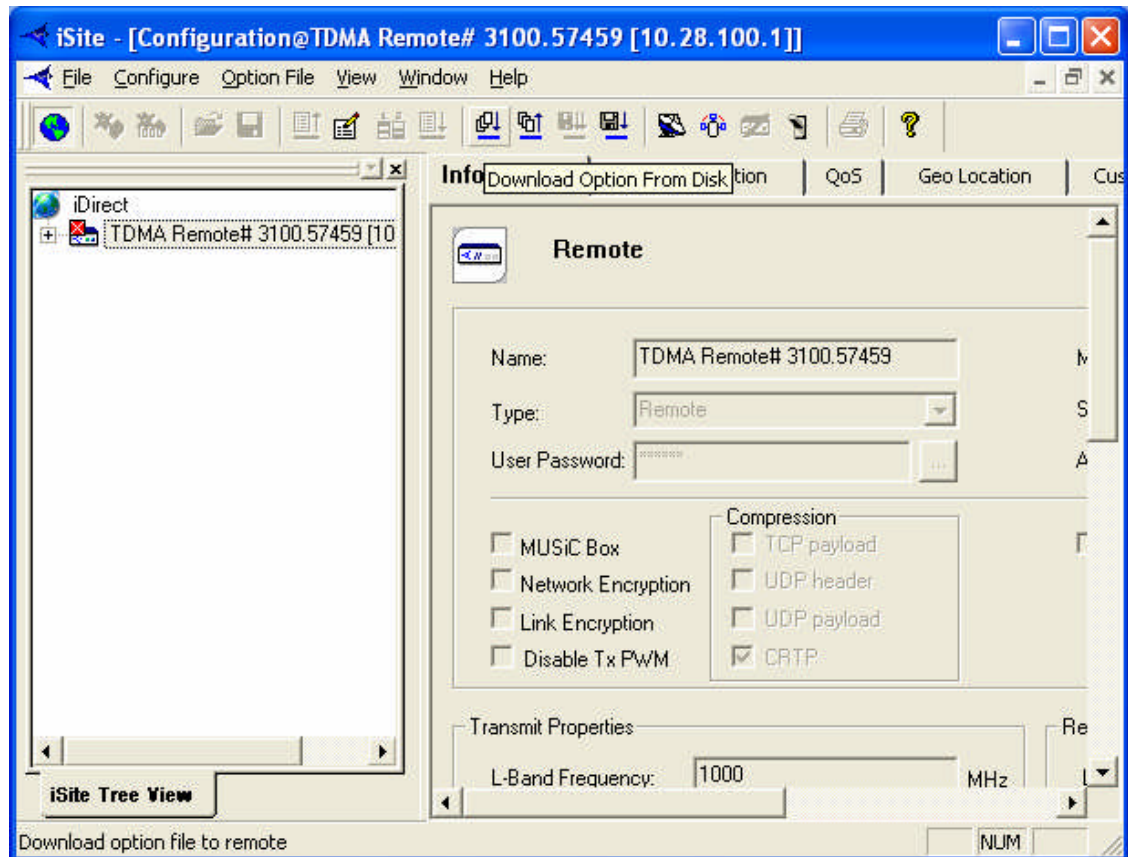 iSite - [Configuration@TDMA Remote# 3100.57459 [10.28.100.1]]
File Configure Option File View Window Help
Download Option From Disk
Info tion QoS Geo Location Cus
iDirect
TDMA Remote# 3100.57459 [10
Remote
Name: TDMA Remote# 3100.57459 M
Type: Remote S
User Password: ****** ... A
Compression
MUSiC Box TCP payload
Network Encryption UDP header
Link Encryption UDP payload
Disable Tx PWM CRTP
Transmit Properties Re
L-Band Frequency: 1000 MHz
iSite Tree View
Download option file to remote NUM